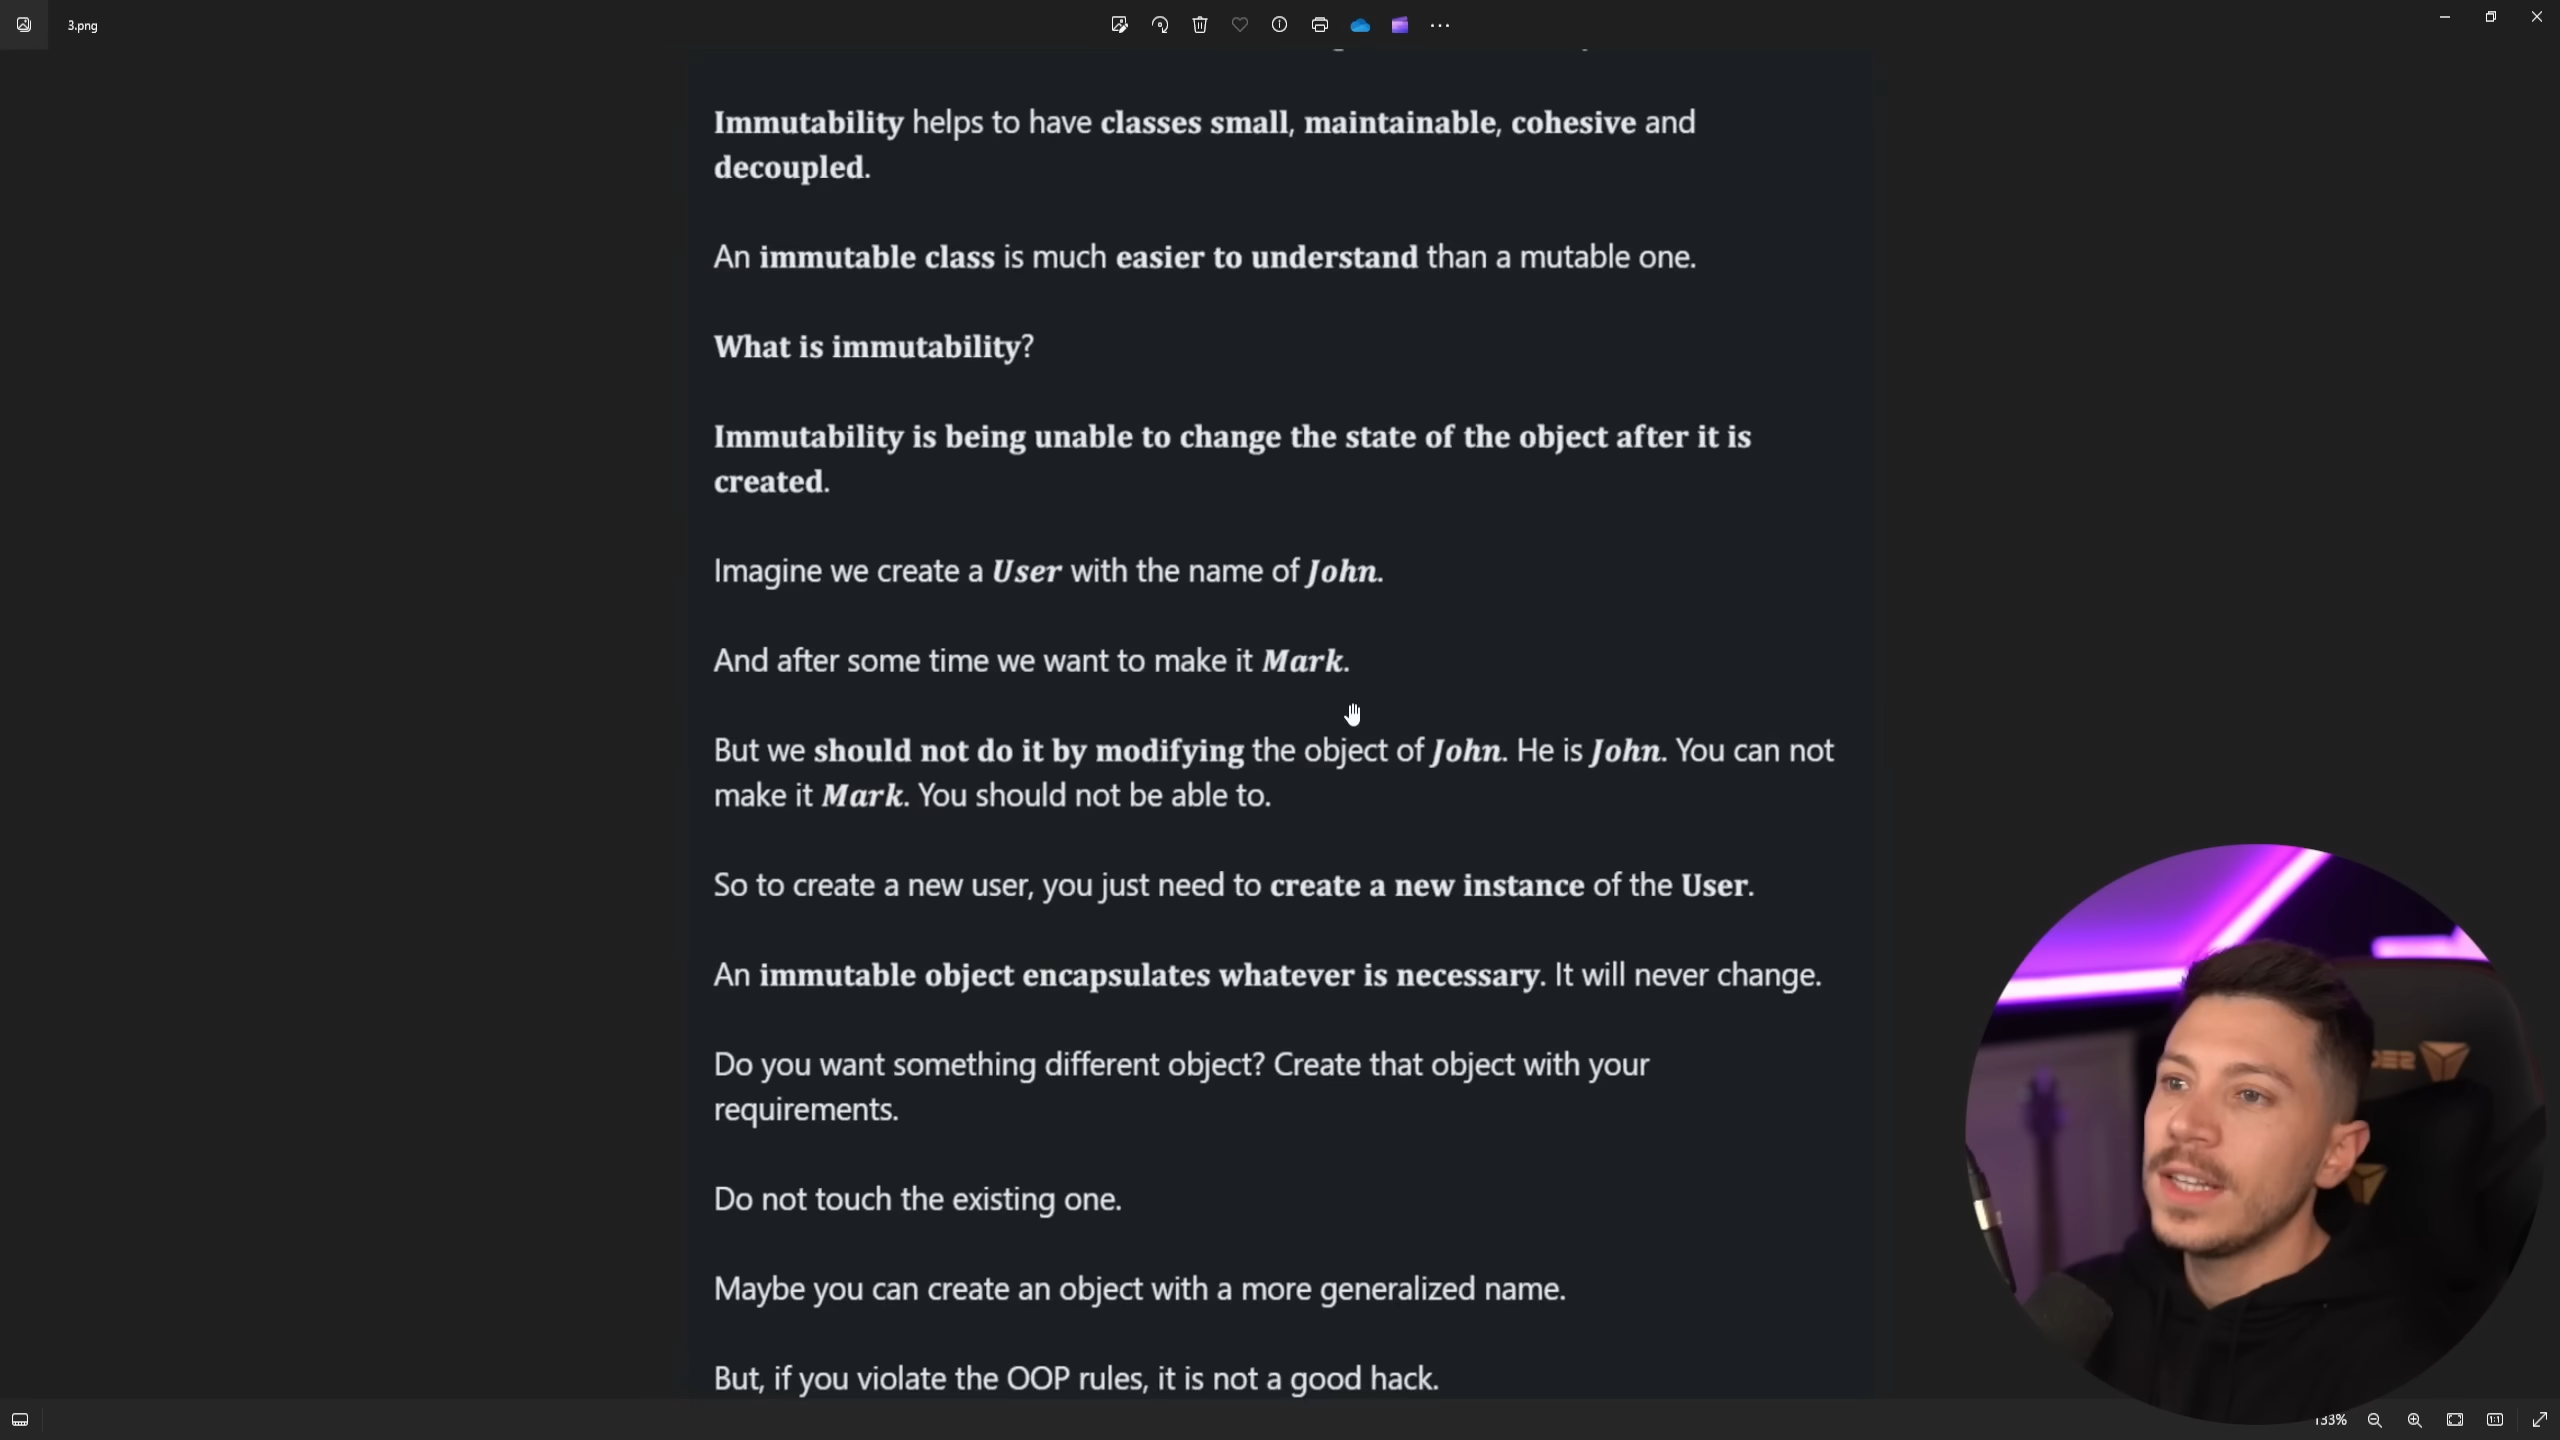 3.png
Immutability helps to have classes small, maintainable, cohesive and
decoupled.
An immutable class is much easier to understand than a mutable one.
What is immutability?
Immutability is being unable to change the state of the object after it is
created.
Imagine we create a User with the name of John.
And after some time we want to make it Mark.
But we should not do it by modifying the object of John. He is John. You can not
make it Mark. You should not be able to.
So to create a new user, you just need to create a new instance of the User.
An immutable object encapsulates whatever is necessary. It will never change.
Do you want something different object? Create that object with your
requirements.
Do not touch the existing one.
Maybe you can create an object with a more generalized name.
But, if you violate the OOP rules, it is not a good hack.
133%